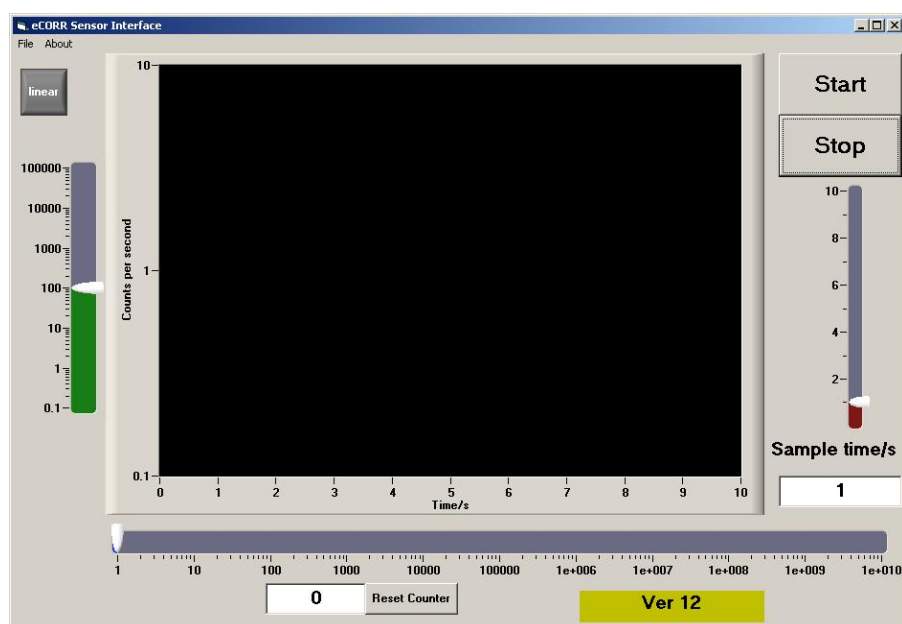 eCORR Sensor Interface
File About
linear
100000
10000
1000
100
10
1
0.1
Counts per second
10
1
0.1
0 1 2 3 4 5 6 7 8 9 10
Time/s
Start
Stop
10
8
6
4
2
Sample time/s
1
1 10 100 1000 10000 100000 1e+006 1e+007 1e+008 1e+009 1e+010
0 Reset Counter
Ver 12